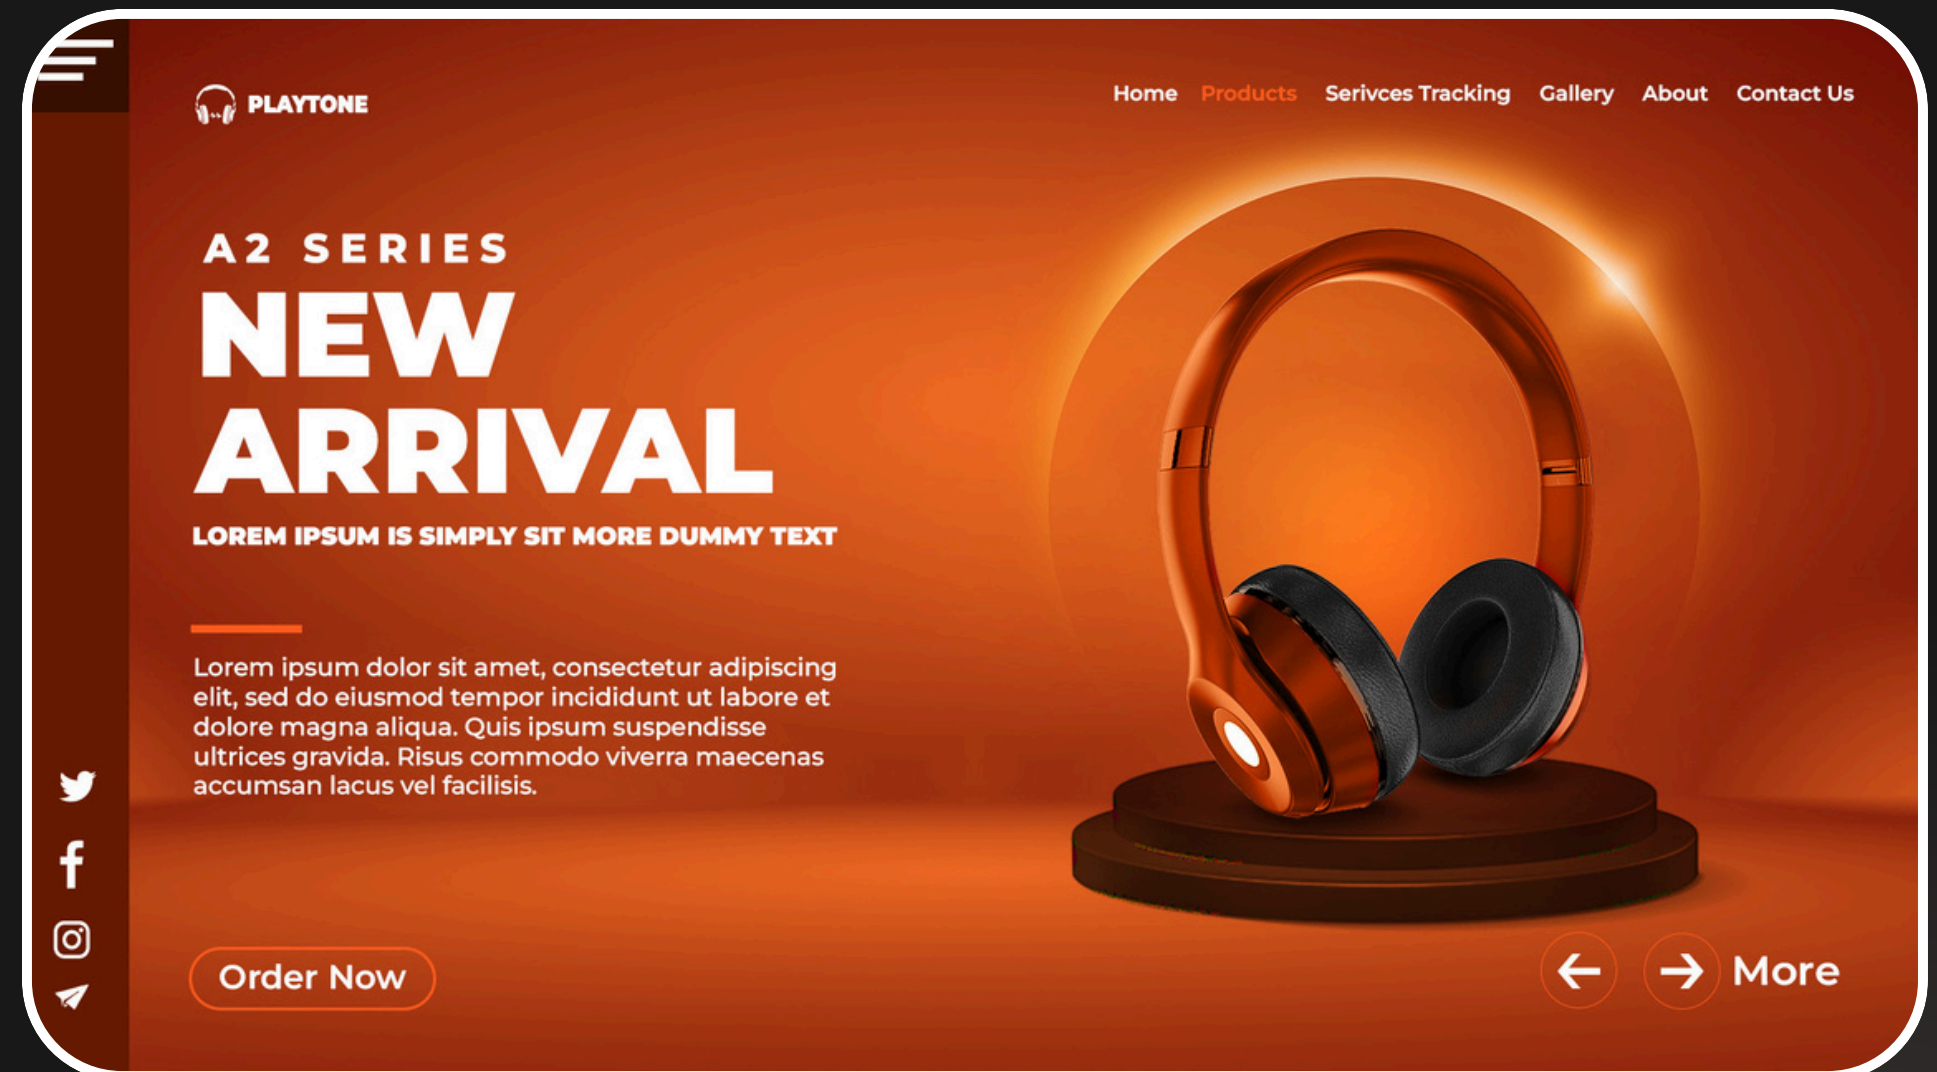 PLAYTONE
Home Products Serivces Tracking Gallery About Contact Us
A2 SERIES
NEW
ARRIVAL
LOREM IPSUM IS SIMPLY SIT MORE DUMMY TEXT
Lorem ipsum dolor sit amet, consectetur adipiscing
elit, sed do eiusmod tempor incididunt ut labore et
dolore magna aliqua. Quis ipsum suspendisse
ultrices gravida. Risus commodo viverra maecenas
accumsan lacus vel facilisis.
Order Now
More